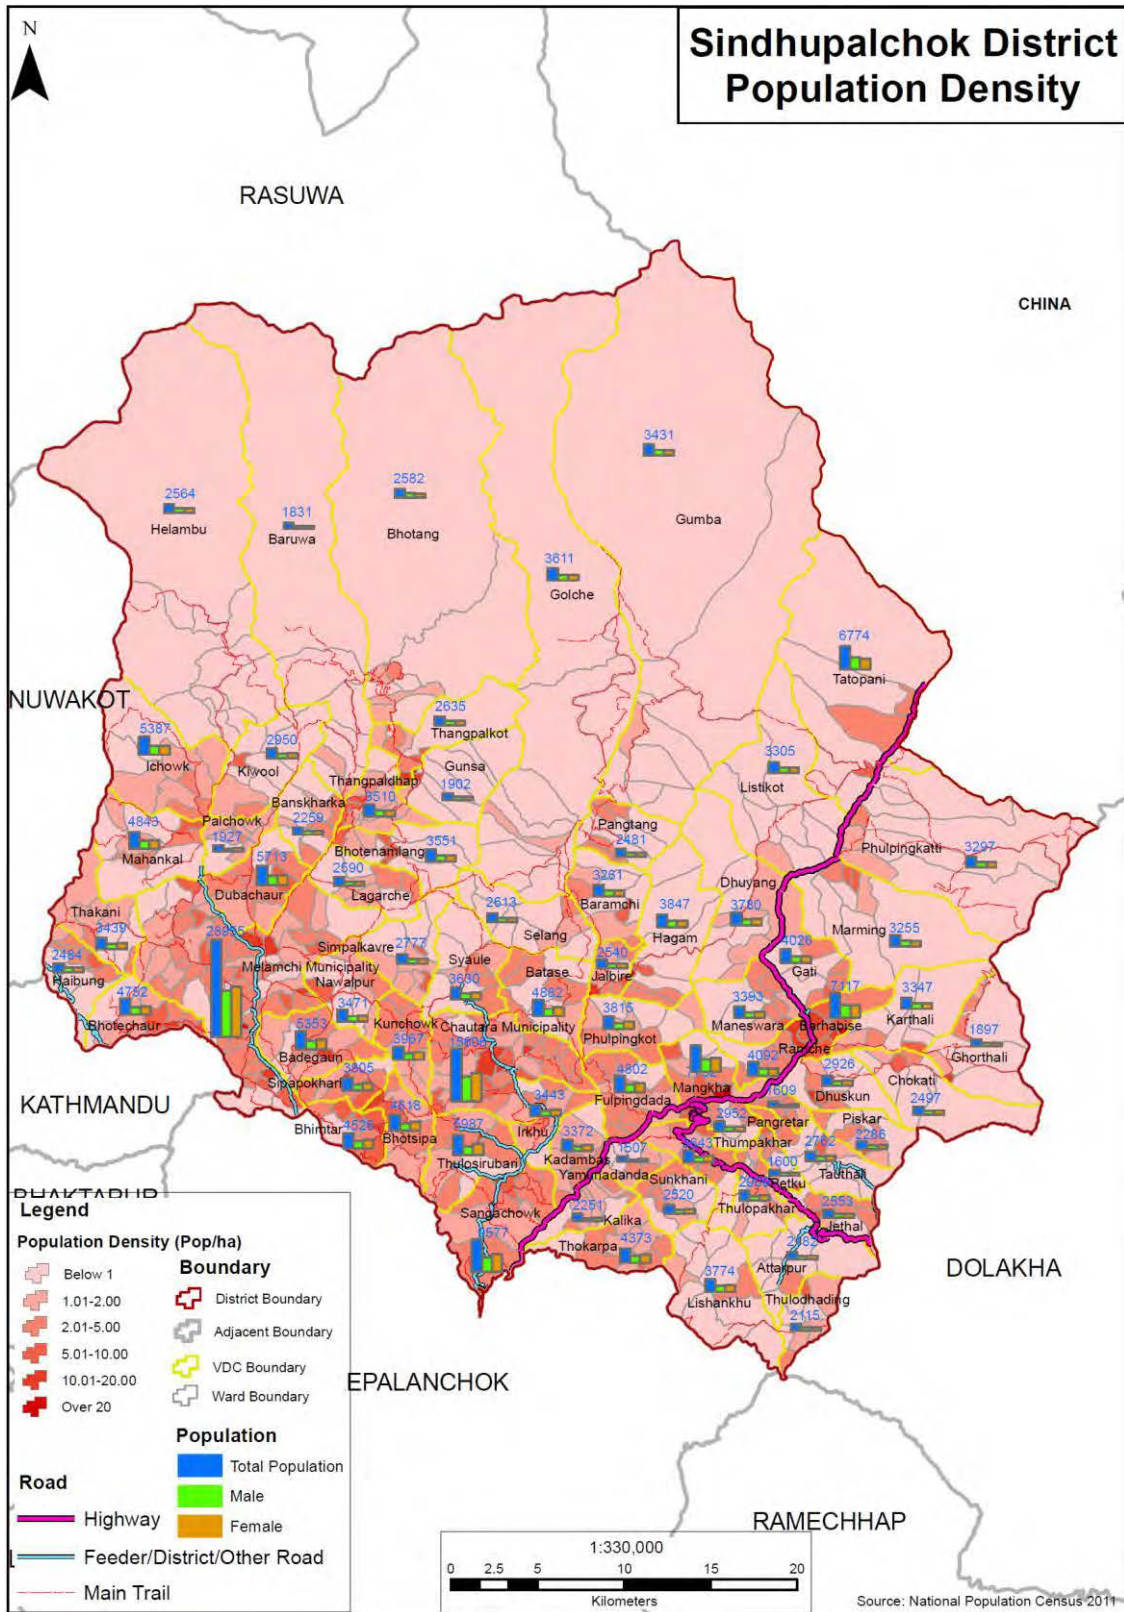 N
Sindhupalchok District
Population Density
RASUWA
CHINA
3431
2582
2564
1831
Gumba
Helambu
Baruwa
Bhotang
3611
Golche
6774
Tatopani
NUWAKOT
5387
2635
Thangpalkot
2950
Ichowk
Kiwool
Gunsa
3305
Listikot
Thangpaldhap
1902
Banskharka
3510
Palchowk
2259
4843
1927
Pangtang
2481
Mahankal
Bhotenamlang
3551
Phulpingkatti
3297
5713
2590
Dubachaur
Lagarche
3261
Baramchi
Dhuyang
Thakani
2613
3847
3780
Selang
Hagam
Marming
3439
3255
Simpalkavre
2773
Syaule
4026
2484
Haibung
Melamchi Municipality
Nawalpur
Batase
2540
Jalbire
Gati
3630
4752
4882
3393
7117
3347
Bhotechaur
3471
Kunchowk
Chautara Municipality
3815
Maneswara
Barhabise
Karthali
5353
Phulpingkot
1897
Badegaun
3967
Ramche
Ghorthali
4092
Sipapokhari
3805
4802
Mangkha
2926
Chokati
Fulpingdada
Dhuskun
2497
KATHMANDU
4618
3443
1609
Piskar
Bhimtar
4526
Bhotsipa
Irkhu
2952
Pangretar
5987
3372
Thumpakhar
2762
2286
Thulosirubari
Kadambas
1507
Yamunadanda
Sunkhani
1600
Tauthali
Petku
Sangachowk
2251
2520
2553
Kalika
Thulopakhar
Jethal
Thokarpa
4373
Attarpur
DOLAKHA
3774
Lishankhu
Thulodhading
2115
BHAKTAPUR
EPALANCHOK
RAMECHHAP
Legend
Population Density (Pop/ha)
Below 1
1.01-2.00
2.01-5.00
5.01-10.00
10.01-20.00
Over 20
Boundary
District Boundary
Adjacent Boundary
VDC Boundary
Ward Boundary
Population
Total Population
Male
Female
Road
Highway
Feeder/District/Other Road
Main Trail
1:330,000
0 2.5 5 10 15 20
Kilometers
Source: National Population Census 2011